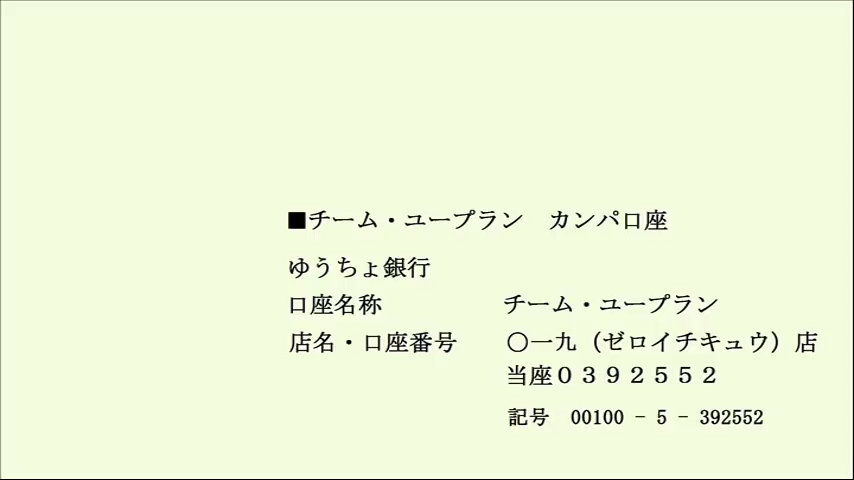 ■チーム・ユープラン　カンパ口座
ゆうちょ銀行
口座名称　チーム・ユープラン
店名・口座番号　〇一九（ゼロイチキュウ）店
当座０３９２５５２
記号　00100 － 5 － 392552